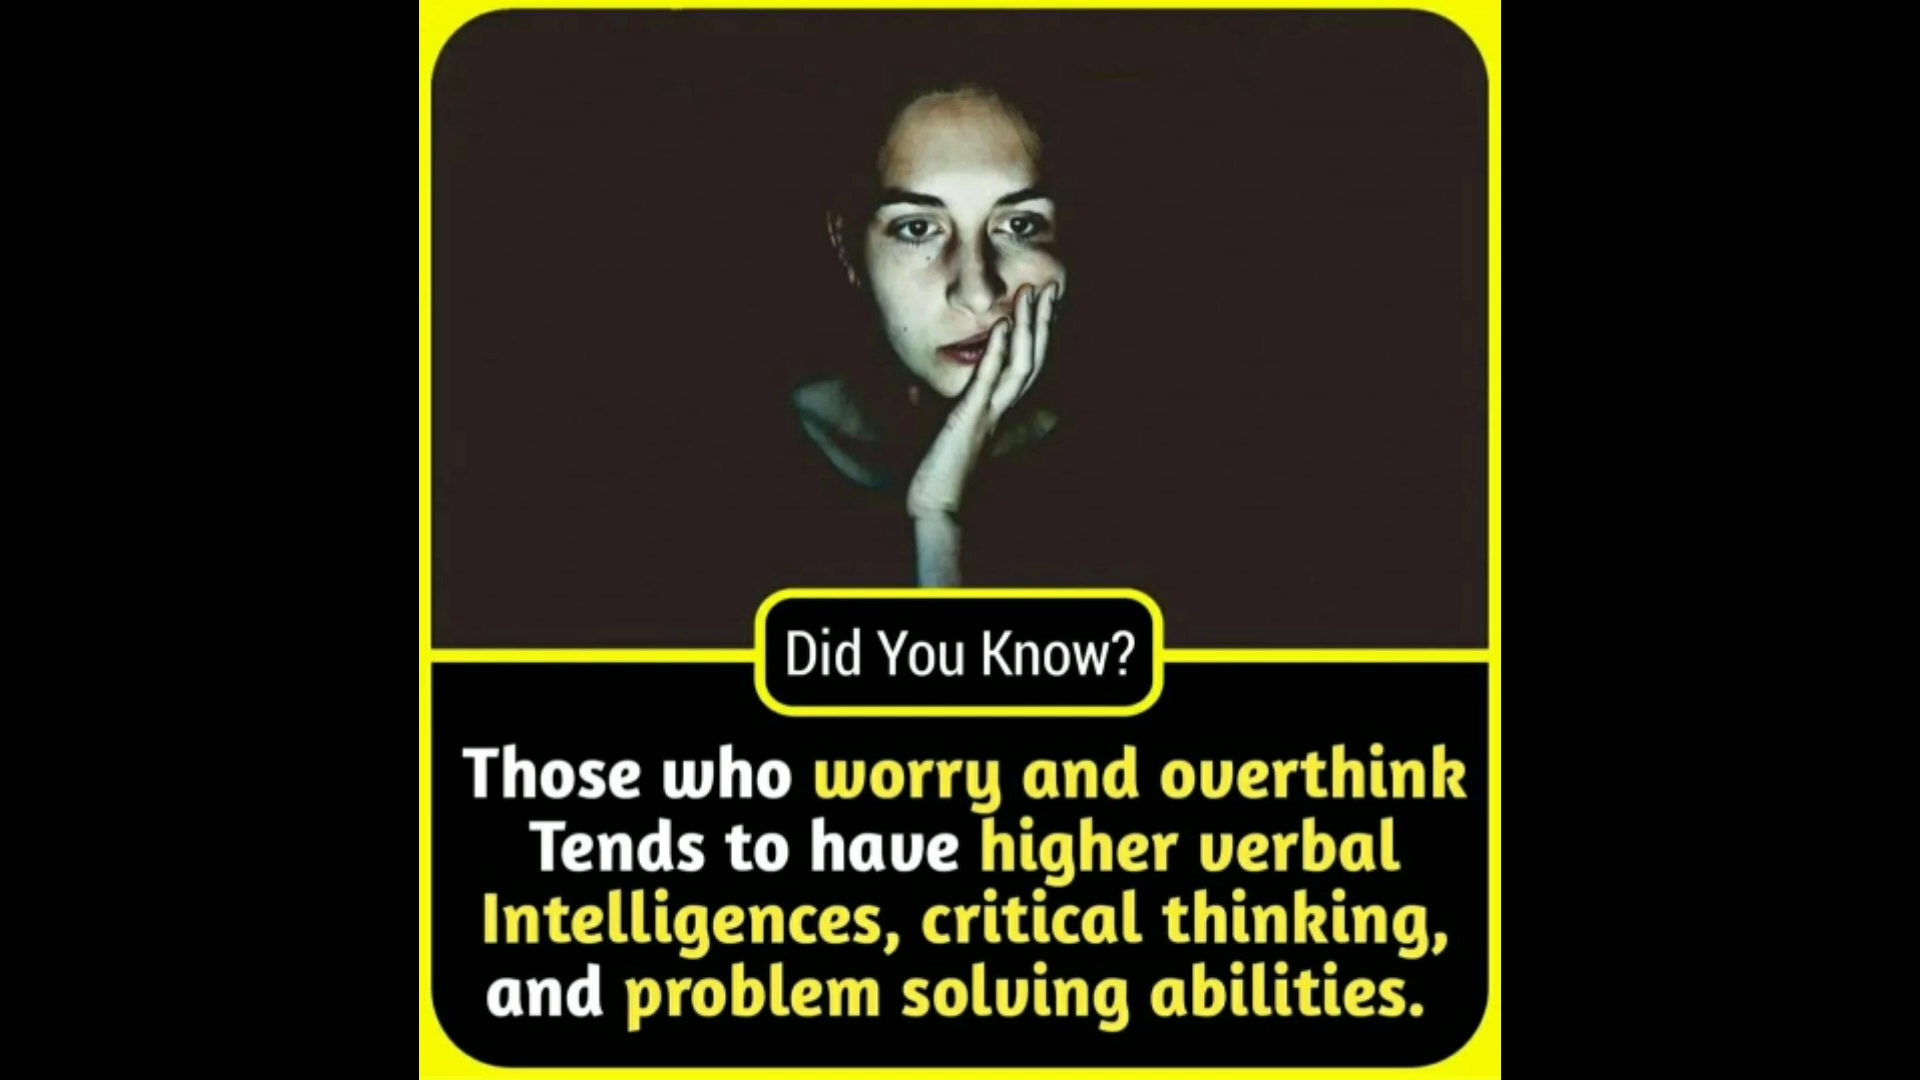 Did You Know?
Those who worry and overthink
Tends to have higher verbal
Intelligences, critical thinking,
and problem solving abilities.